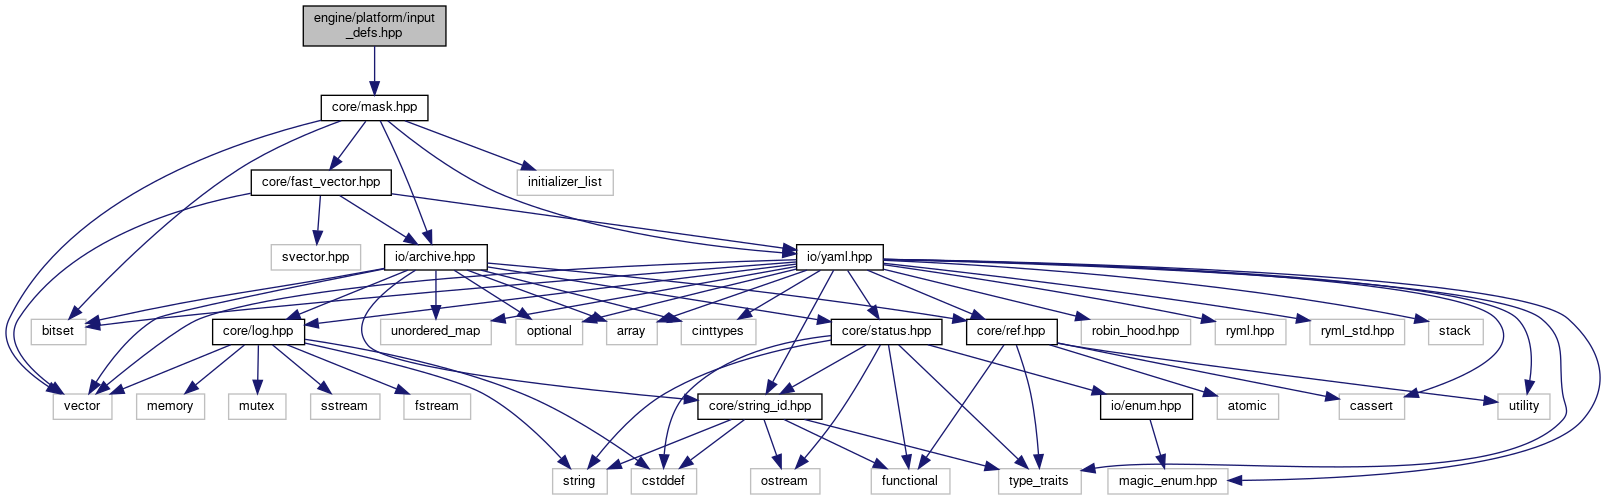 engine/platform/input
_defs.hpp
core/mask.hpp
core/fast_vector.hpp
initializer_list
svector.hpp
io/archive.hpp
io/yaml.hpp
bitset
core/log.hpp
unordered_map
optional
array
cinttypes
core/status.hpp
core/ref.hpp
robin_hood.hpp
ryml.hpp
ryml_std.hpp
stack
vector
memory
mutex
sstream
fstream
core/string_id.hpp
io/enum.hpp
atomic
cassert
utility
string
cstddef
ostream
functional
type_traits
magic_enum.hpp